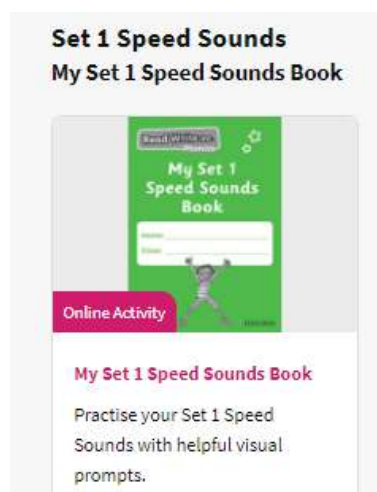 Set 1 Speed Sounds
My Set 1 Speed Sounds Book
My Set 1
Speed Sounds
Book
Name:
Online Activity
My Set 1 Speed Sounds Book
Practise your Set 1 Speed
Sounds with helpful visual
prompts.